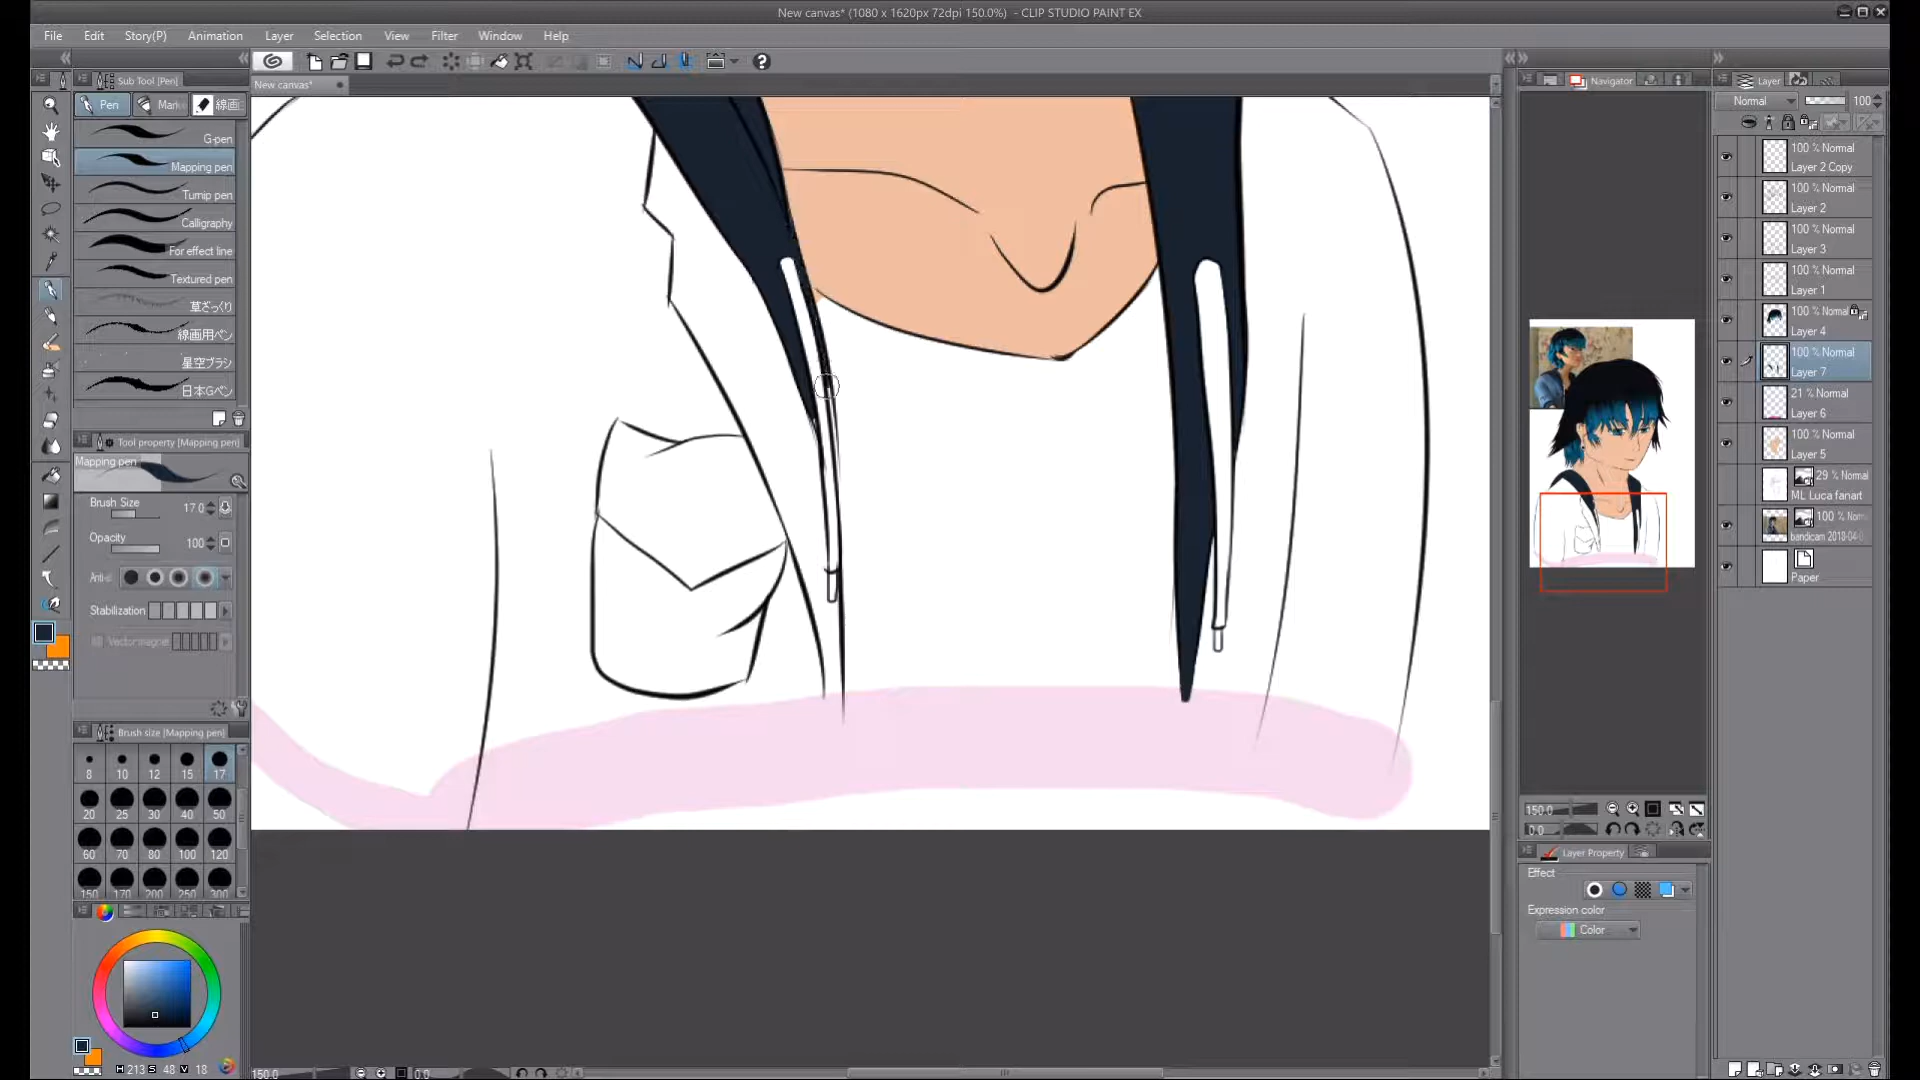 New canvas* (1080 x 1620px 72dpi 150.0%) - CLIP STUDIO PAINT EX
File Edit Story(P) Animation Layer Selection View Filter Window Help
Sub Tool [Pen]
Pen Mark 線画
G-pen
Mapping pen
Turnip pen
Calligraphy
For effect line
Textured pen
草ざっくり
線画用ペン
星空ブラシ
日本Gペン
Tool property [Mapping pen]
Mapping pen
Brush Size 17.0
Opacity 100
Anti-
Stabilization
Vector magne
Brush size [Mapping pen]
8 10 12 15 17
20 25 30 40 50
60 70 80 100 120
150 170 200 250 300
H 213 S 48 V 18
New canvas*
150.0 0.0
Navigator
150.0
0.0
Layer Property
Effect
Expression color
Color
Layer
Normal 100
100 % Normal
Layer 2 Copy
100 % Normal
Layer 2
100 % Normal
Layer 3
100 % Normal
Layer 1
100 % Normal
Layer 4
100 % Normal
Layer 7
21 % Normal
Layer 6
100 % Normal
Layer 5
29 % Normal
ML Luca fanart
100 % Norm
bandicam 2018-04-0
Paper